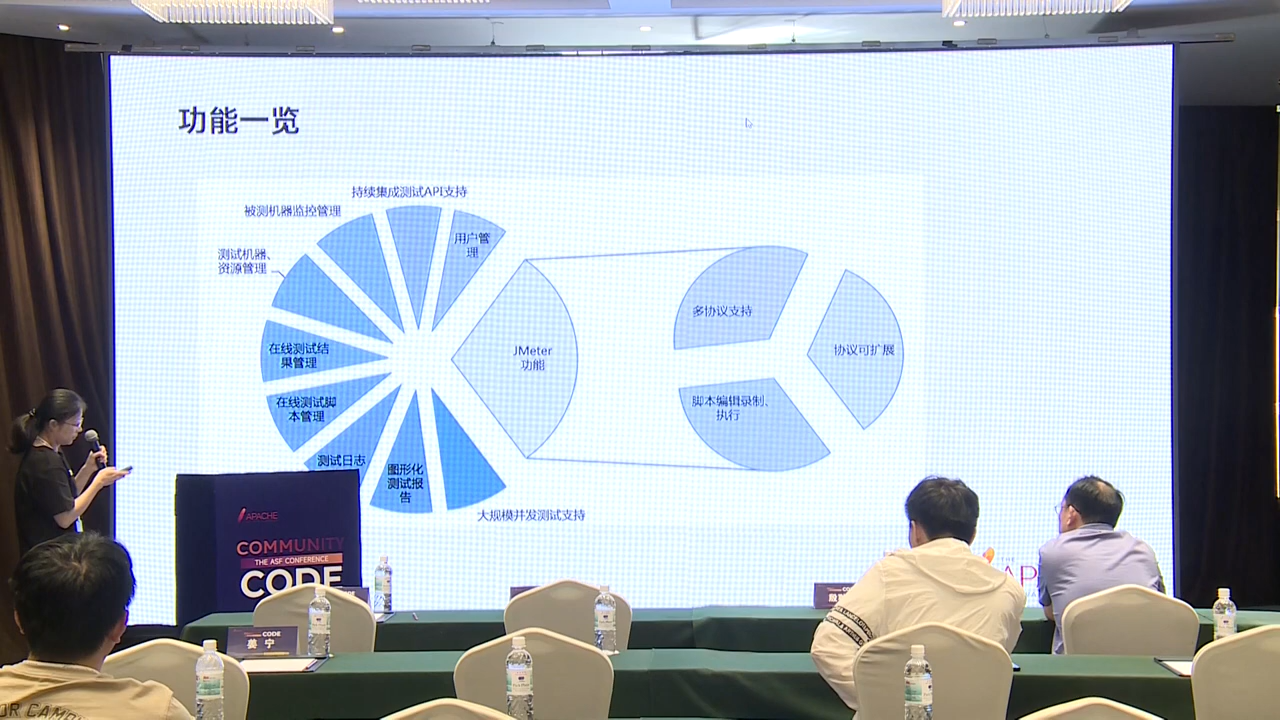 功能一览
持续集成测试API支持
被测机器监控管理
用户管
理
测试机器、
资源管理
在线测试结
果管理
在线测试脚
本管理
测试日志
图形化
测试报
告
大规模并发测试支持
JMeter
功能
多协议支持
协议可扩展
脚本编辑录制、
执行
APACHE
COMMUNITY
THE ASF CONFERENCE
CODE
CODE
姜 宁
THE
AP